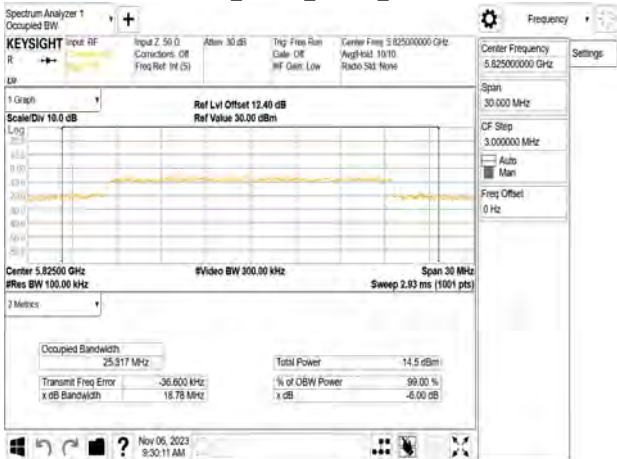 Spectrum Analyzer 1
Occupied BW
+
Frequency
KEYSIGHT
R
Input: RF
Input Z: 50 Ω
Corrections: Off
Freq Ref: Int (S)
Atten: 30 dB
Trig: Free Run
Gate: Off
#IF Gain: Low
Center Freq: 5.825000000 GHz
Avg|Hold: 10/10
Radio Std: None
Center Frequency
5.825000000 GHz
Settings
Span
30.000 MHz
CF Step
3.000000 MHz
Auto
Man
Freq Offset
0 Hz
1 Graph
Scale/Div 10.0 dB
Ref Lvl Offset 12.40 dB
Ref Value 30.00 dBm
Log
Center 5.82500 GHz
#Video BW 300.00 kHz
Span 30 MHz
#Res BW 100.00 kHz
Sweep 2.93 ms (1001 pts)
2 Metrics
Occupied Bandwidth
25.917 MHz
Total Power
14.5 dBm
Transmit Freq Error
-36.600 kHz
% of OBW Power
99.00 %
x dB Bandwidth
18.78 MHz
x dB
-6.00 dB
?
Nov 06, 2023
9:30:11 AM